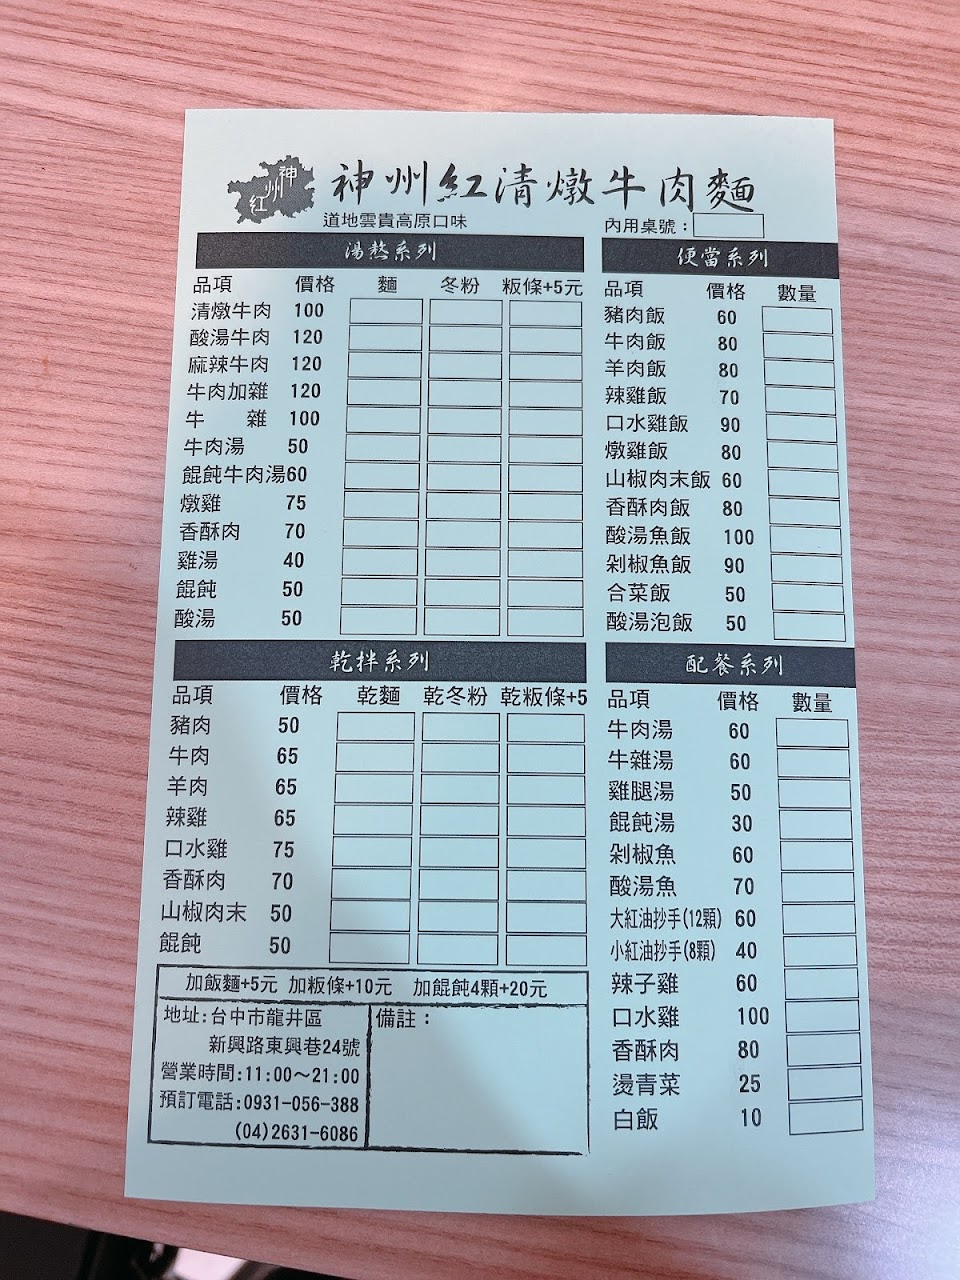 神州紅
神州紅清燉牛肉麵
道地雲貴高原口味
內用桌號：
湯熬系列
品項 價格 麵 冬粉 粄條+5元
清燉牛肉 100
酸湯牛肉 120
麻辣牛肉 120
牛肉加雜 120
牛 雜 100
牛肉湯 50
餛飩牛肉湯60
燉雞 75
香酥肉 70
雞湯 40
餛飩 50
酸湯 50
乾拌系列
品項 價格 乾麵 乾冬粉 乾粄條+5
豬肉 50
牛肉 65
羊肉 65
辣雞 65
口水雞 75
香酥肉 70
山椒肉末 50
餛飩 50
便當系列
品項 價格 數量
豬肉飯 60
牛肉飯 80
羊肉飯 80
辣雞飯 70
口水雞飯 90
燉雞飯 80
山椒肉末飯 60
香酥肉飯 80
酸湯魚飯 100
剁椒魚飯 90
合菜飯 50
酸湯泡飯 50
配餐系列
品項 價格 數量
牛肉湯 60
牛雜湯 60
雞腿湯 50
餛飩湯 30
剁椒魚 60
酸湯魚 70
大紅油抄手(12顆) 60
小紅油抄手(8顆) 40
辣子雞 60
口水雞 100
香酥肉 80
燙青菜 25
白飯 10
加飯麵+5元 加粄條+10元 加餛飩4顆+20元
地址:台中市龍井區
新興路東興巷24號
營業時間:11:00～21:00
預訂電話:0931-056-388
(04)2631-6086
備註：